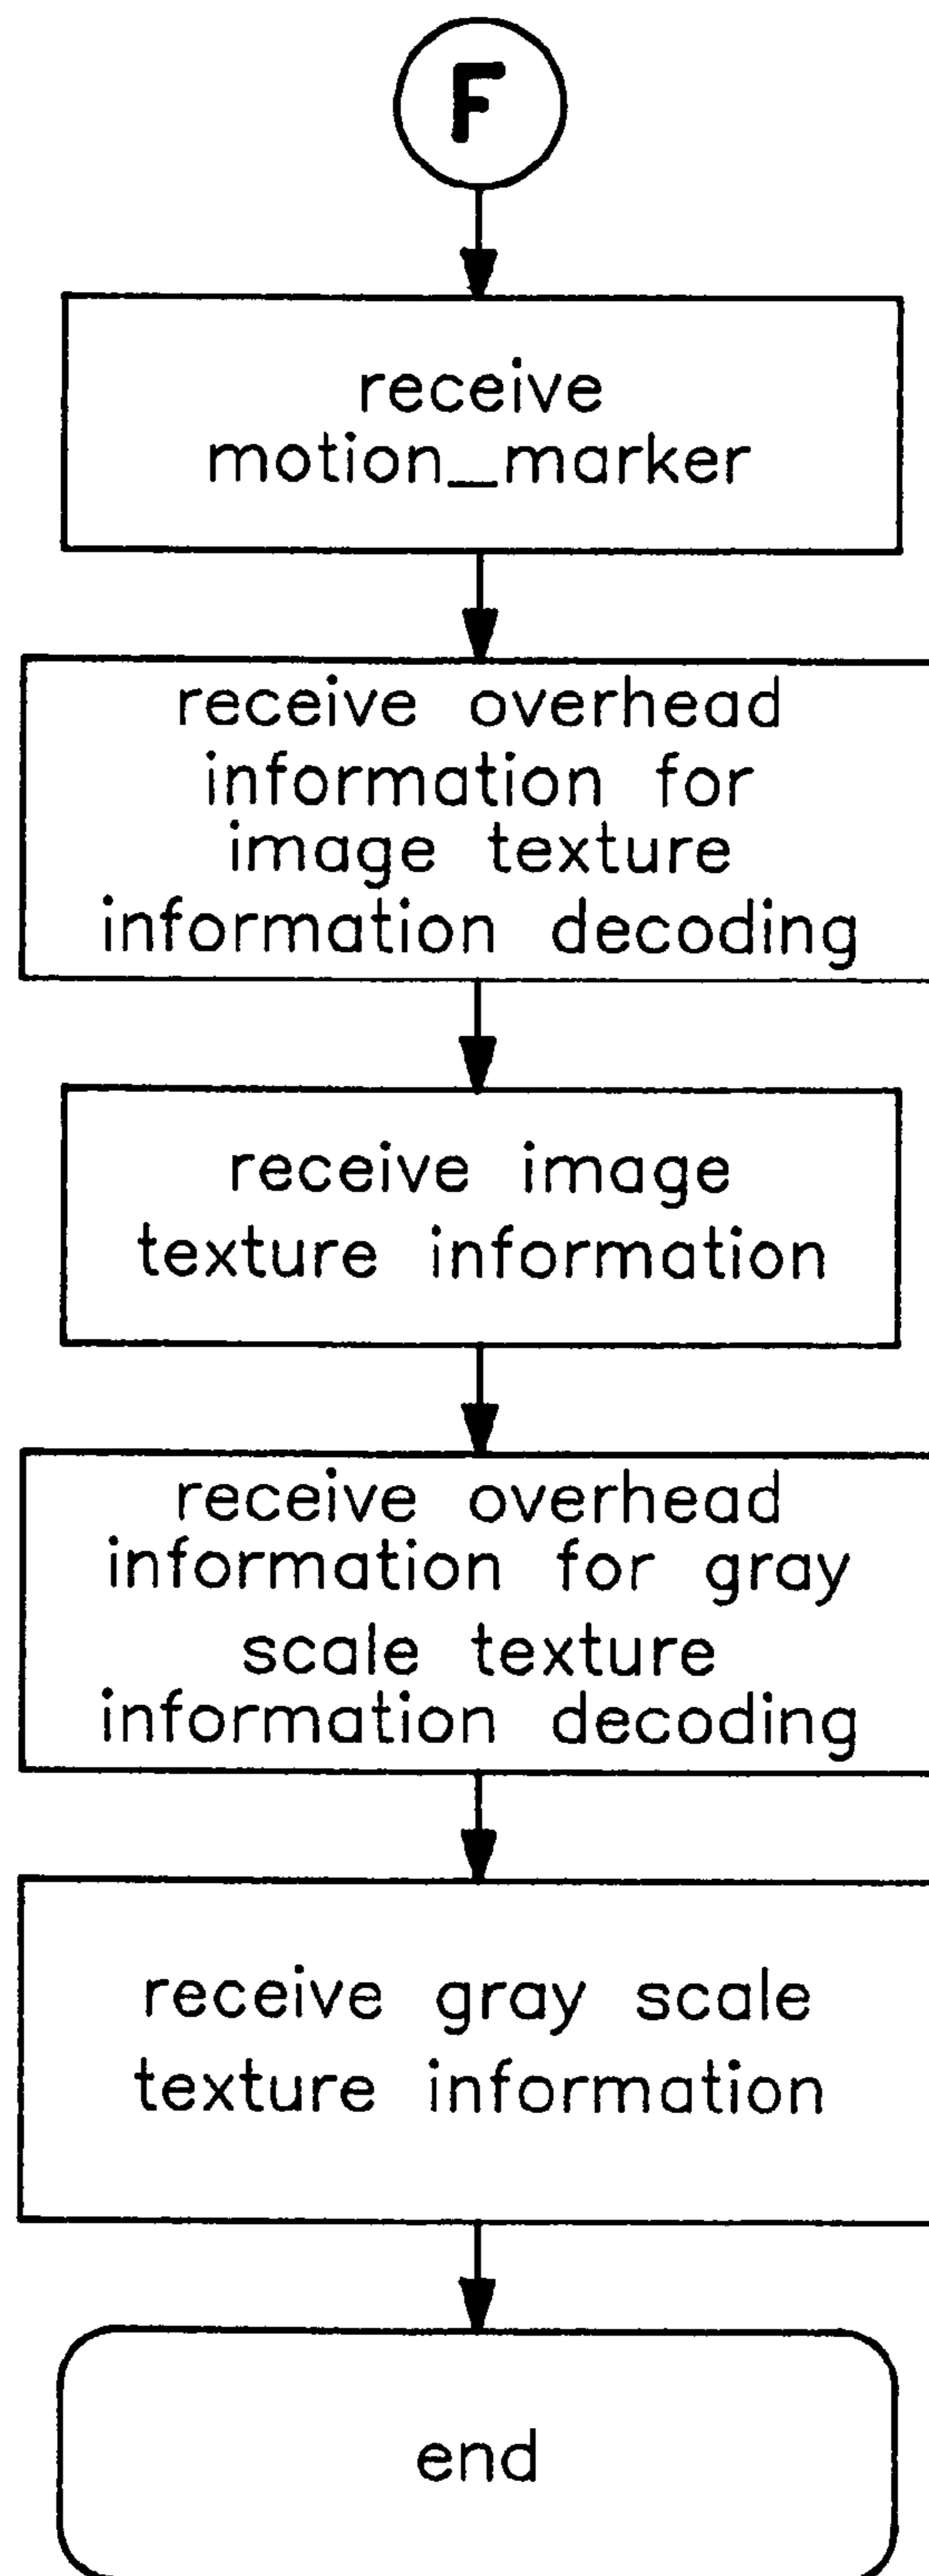 F
receive
motion_marker
receive overhead
information for
image texture
information decoding
receive image
texture information
receive overhead
information for gray
scale texture
information decoding
receive gray scale
texture information
end